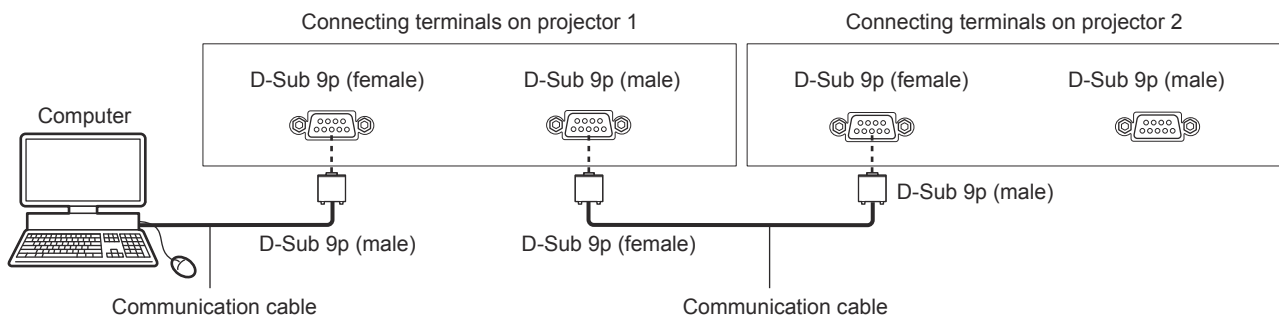 Connecting terminals on projector 1
Connecting terminals on projector 2
D-Sub 9p (female)
D-Sub 9p (male)
D-Sub 9p (female)
D-Sub 9p (male)
Computer
D-Sub 9p (male)
D-Sub 9p (male)
D-Sub 9p (female)
Communication cable
Communication cable